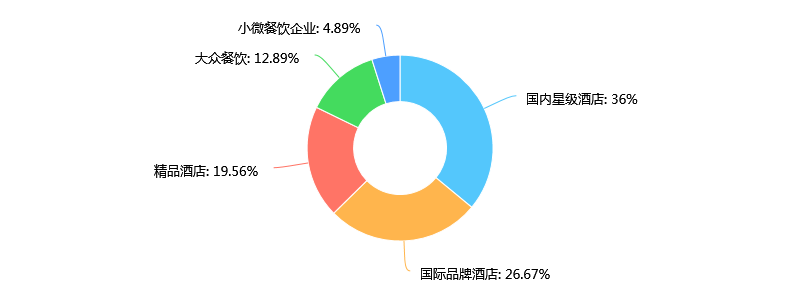 小微餐饮企业: 4.89%
大众餐饮: 12.89%
国内星级酒店: 36%
精品酒店: 19.56%
国际品牌酒店: 26.67%